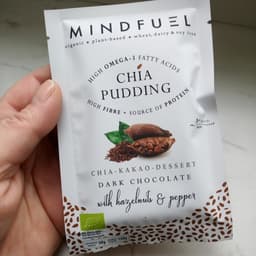 MINDFUEL
organic • plant-based • wheat, dairy & soy free
HIGH OMEGA-3 FATTY ACIDS
CHIA
PUDDING
HIGH FIBRE • SOURCE OF PROTEIN
CHIA-KAKAO-DESSERT
DARK CHOCOLATE
with hazelnuts & pepper